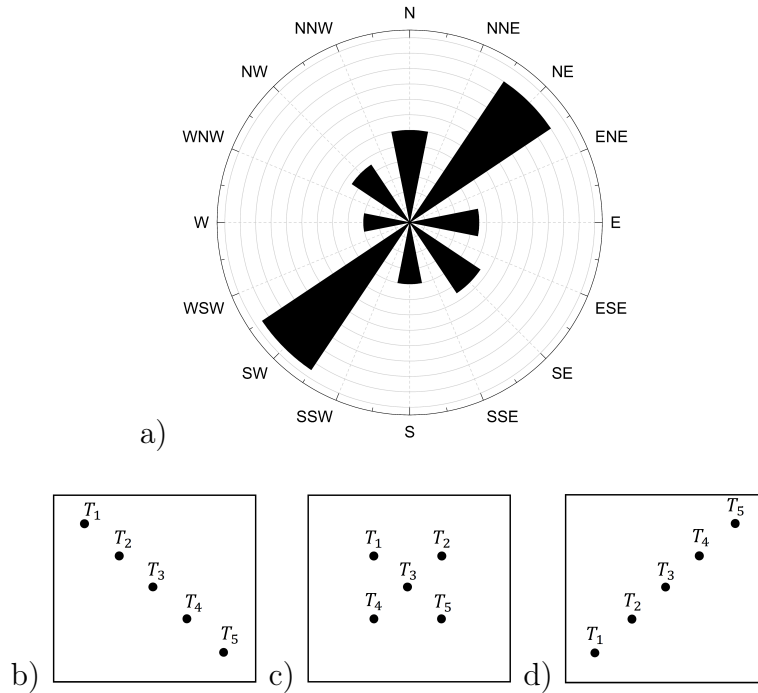 N
NNW NNE
NW NE
WNW ENE
W E
WSW ESE
SW SE
SSW SSE
S
a)
T₁ T₂ T₃ T₄ T₅
b)
T₁ T₂ T₃ T₄ T₅
c)
T₅ T₄ T₃ T₂ T₁
d)